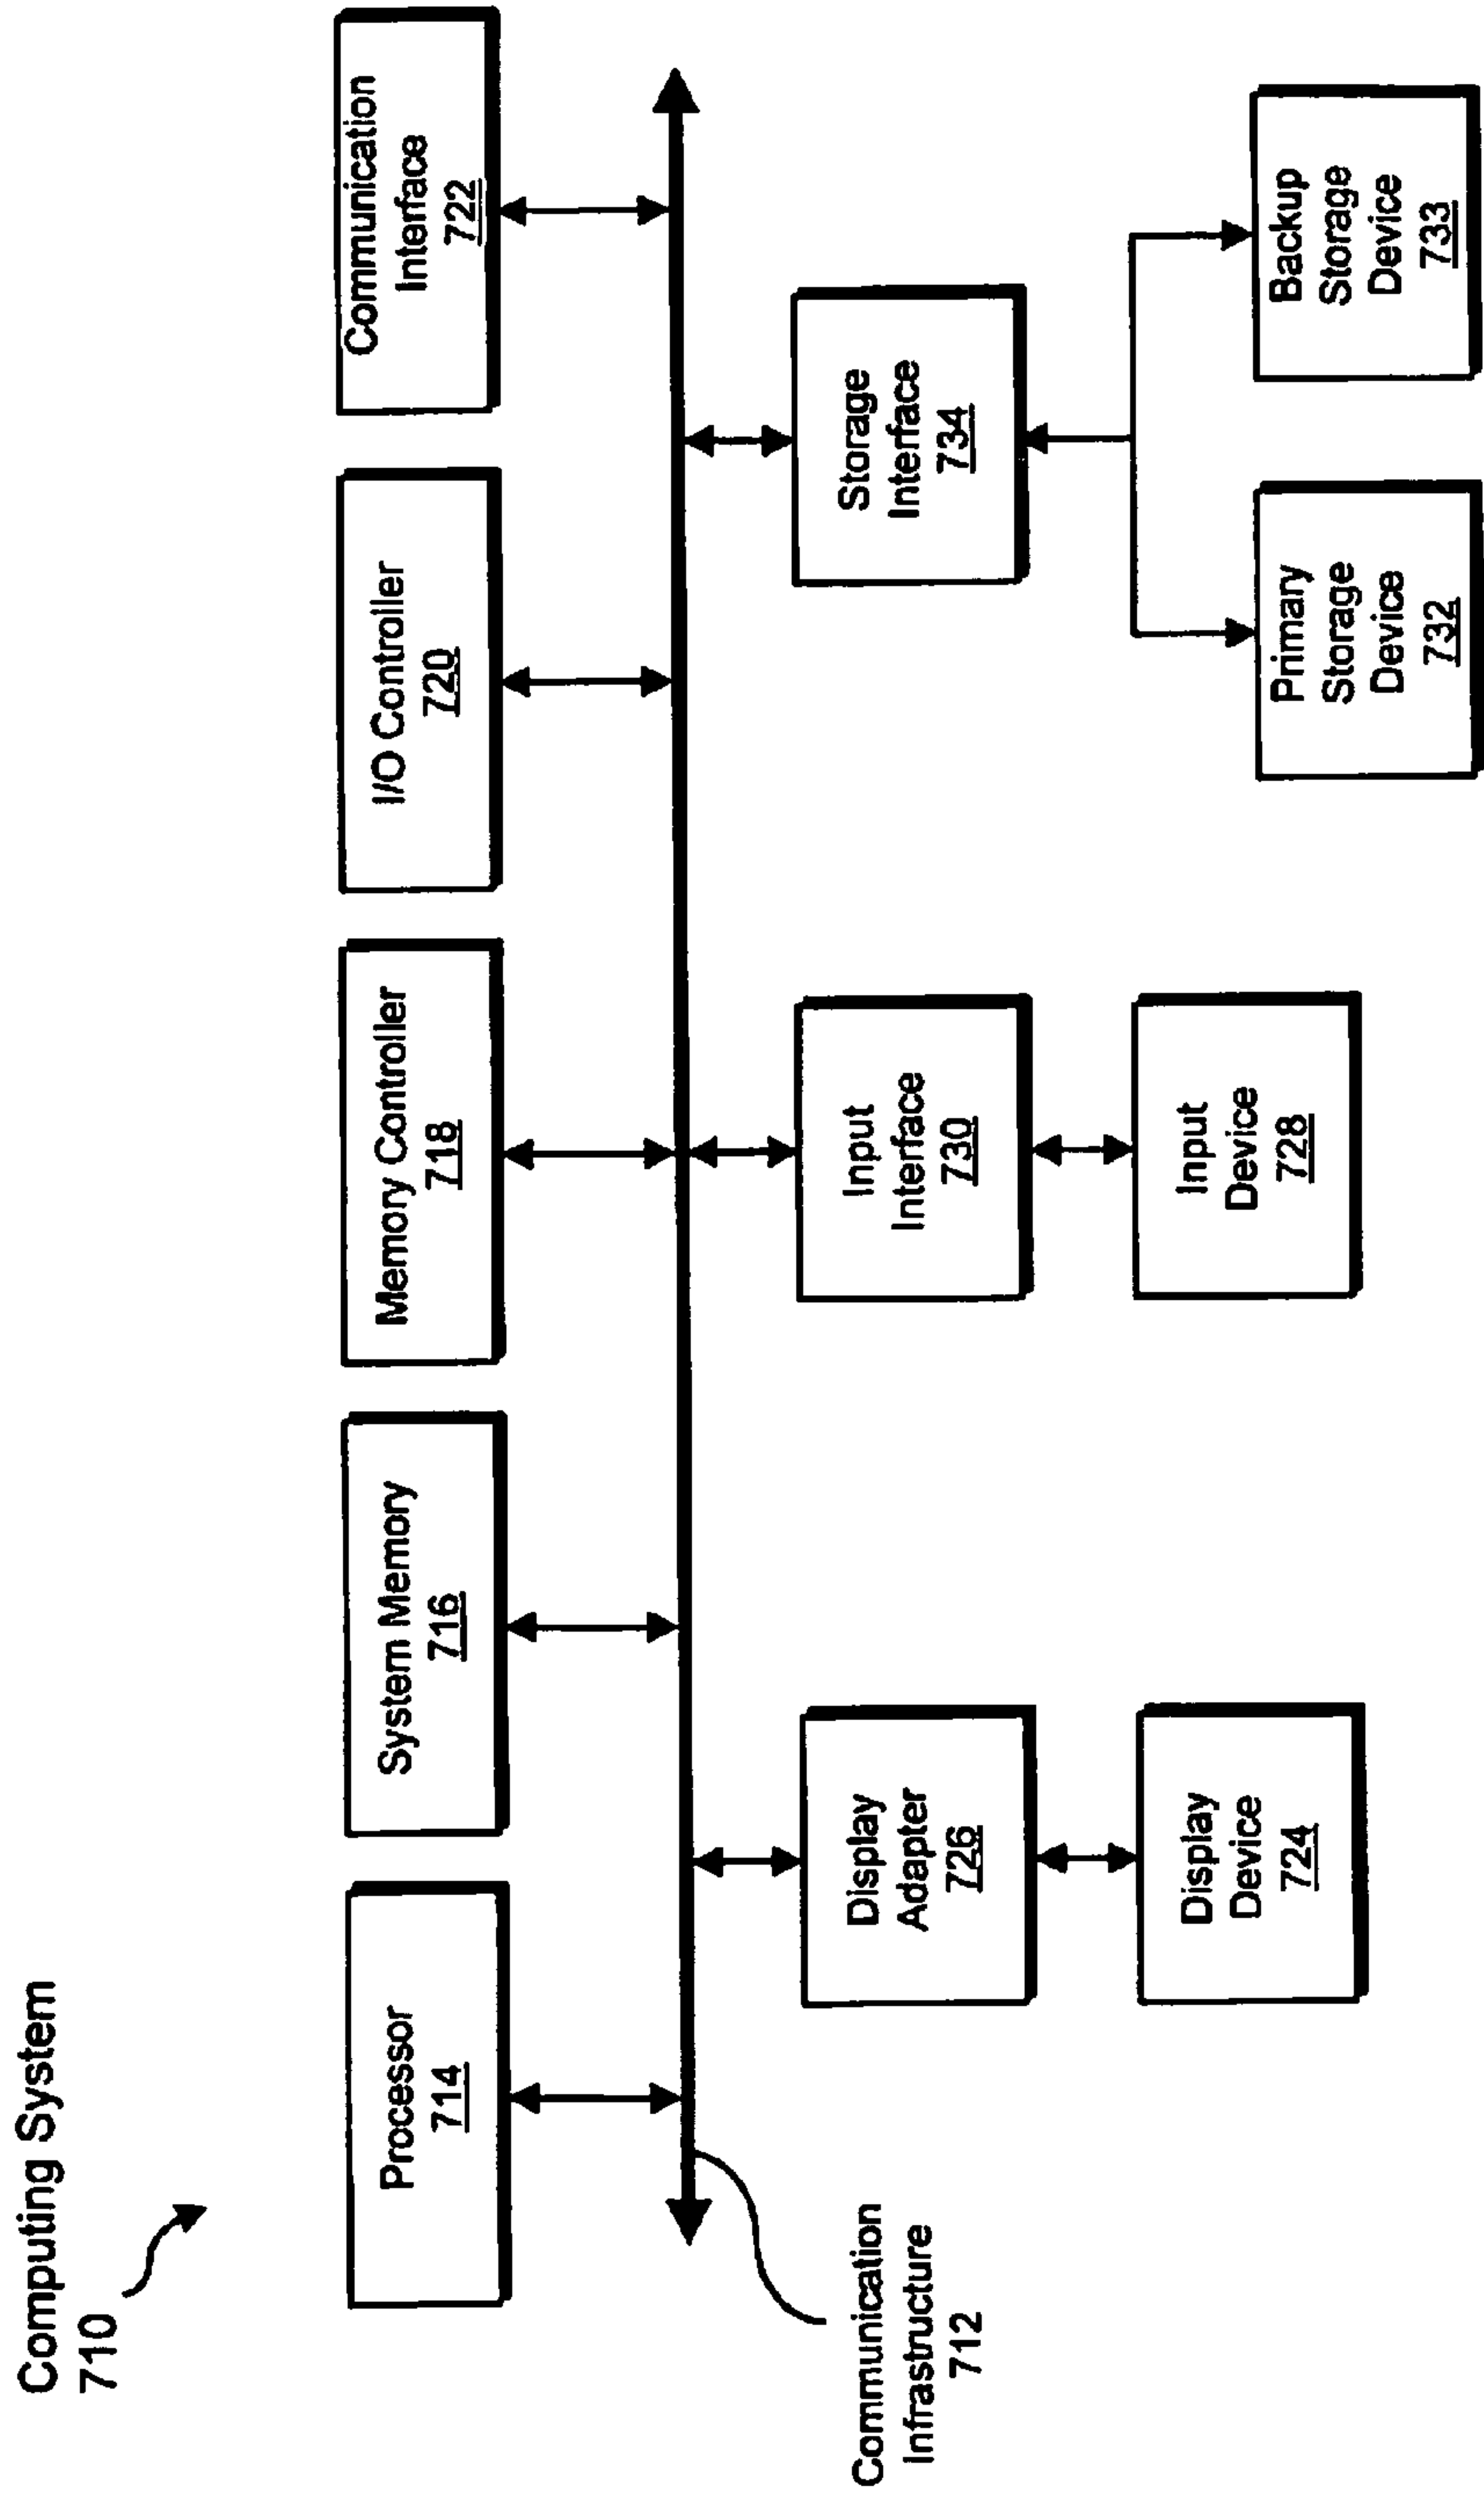 Computing System
710
Processor
714
System Memory
716
Memory Controller
718
I/O Controller
720
Communication
Interface
722
Communication
Infrastructure
712
Display
Adapter
726
Input
Interface
730
Storage
Interface
734
Display
Device
724
Input
Device
728
Primary
Storage
Device
732
Backup
Storage
Device
733